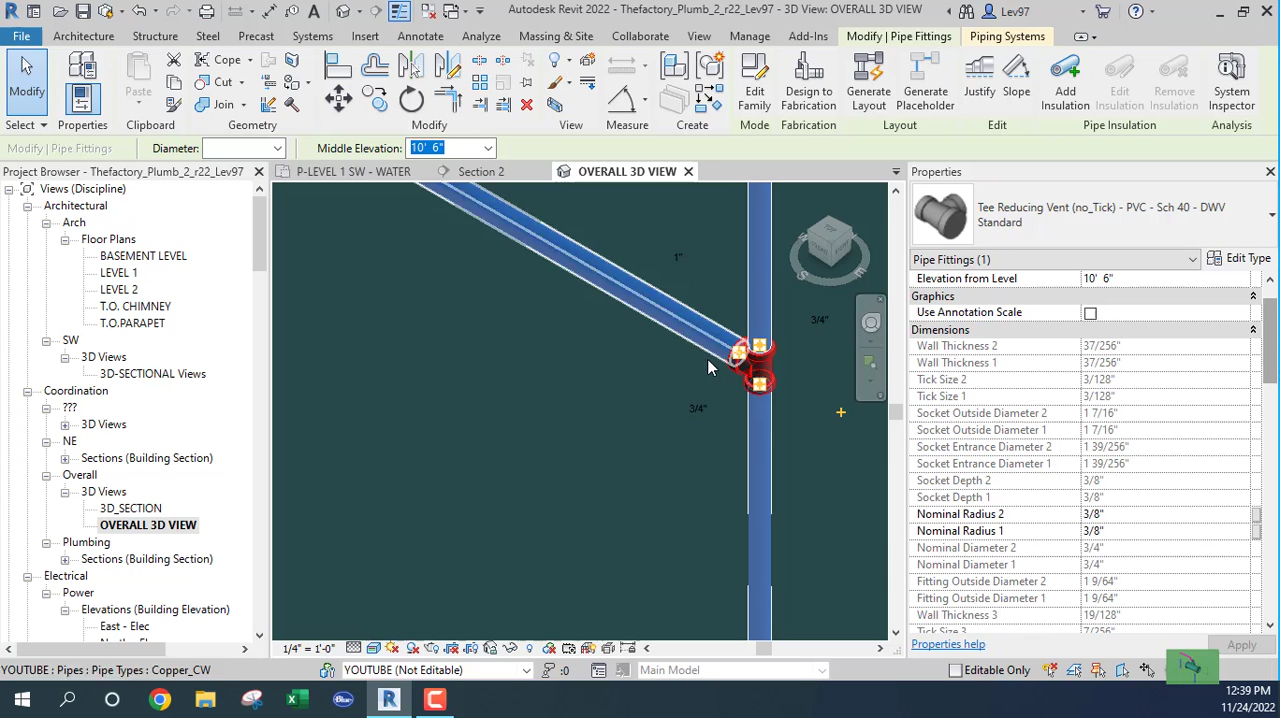 Autodesk Revit 2022 - Thefactory_Plumb_2_r22_Lev97 - 3D View: OVERALL 3D VIEW
Lev97
File Architecture Structure Steel Precast Systems Insert Annotate Analyze Massing & Site Collaborate View Manage Add-Ins Modify | Pipe Fittings Piping Systems
Modify
Properties
Paste
Cope
Cut
Join
Edit Family
Design to Fabrication
Generate Layout
Generate Placeholder
Justify
Slope
Add Insulation
Edit Insulation
Remove Insulation
System Inspector
Select Properties Clipboard Geometry Modify View Measure Create Mode Fabrication Layout Edit Pipe Insulation Analysis
Modify | Pipe Fittings Diameter: Middle Elevation: 10' 6"
Project Browser - Thefactory_Plumb_2_r22_Lev97
P-LEVEL 1 SW - WATER Section 2 OVERALL 3D VIEW
Properties
Views (Discipline)
Architectural
Arch
Floor Plans
BASEMENT LEVEL
LEVEL 1
LEVEL 2
T.O. CHIMNEY
T.O.PARAPET
SW
3D Views
3D-SECTIONAL VIEWS
Coordination
???
3D Views
NE
Sections (Building Section)
Overall
3D Views
3D_SECTION
OVERALL 3D VIEW
Plumbing
Sections (Building Section)
Electrical
Power
Elevations (Building Elevation)
East - Elec
1"
3/4"
3/4"
Tee Reducing Vent (no_Tick) - PVC - Sch 40 - DWV
Standard
Pipe Fittings (1) Edit Type
Elevation from Level 10' 6"
Graphics
Use Annotation Scale
Dimensions
Wall Thickness 2 37/256"
Wall Thickness 1 37/256"
Tick Size 2 3/128"
Tick Size 1 3/128"
Socket Outside Diameter 2 1 7/16"
Socket Outside Diameter 1 1 7/16"
Socket Entrance Diameter 2 1 39/256"
Socket Entrance Diameter 1 1 39/256"
Socket Depth 2 3/8"
Socket Depth 1 3/8"
Nominal Radius 2 3/8"
Nominal Radius 1 3/8"
Nominal Diameter 2 3/4"
Nominal Diameter 1 3/4"
Fitting Outside Diameter 2 1 9/64"
Fitting Outside Diameter 1 1 9/64"
Wall Thickness 3 19/128"
Tick Size 3 7/256"
Properties help Apply
1/4" = 1'-0"
YOUTUBE : Pipes : Pipe Types : Copper_CW
YOUTUBE (Not Editable)
:0
Main Model
Editable Only
12:39 PM
11/24/2022